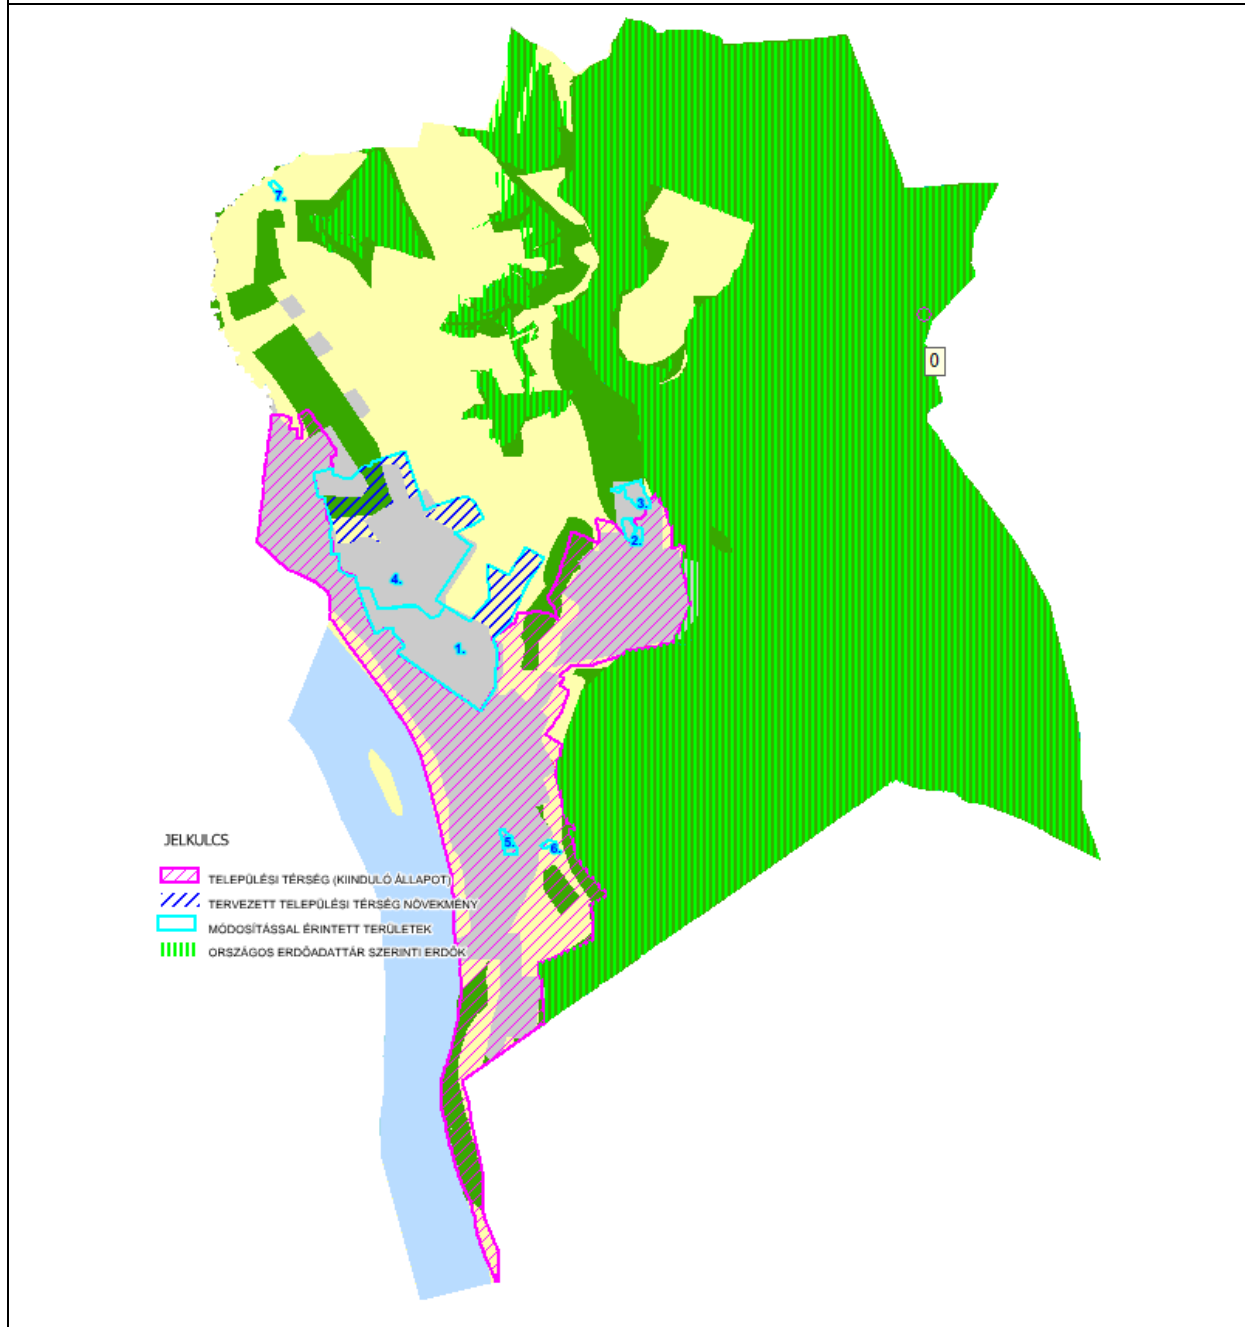 7.
0
3.
2.
4.
1.
5.
6.
JELKULCS
TELEPÜLÉSI TÉRSÉG (KIINDULÓ ÁLLAPOT)
TERVEZETT TELEPÜLÉSI TÉRSÉG NÖVEKMÉNY
MÓDOSÍTÁSSAL ÉRINTETT TERÜLETEK
ORSZÁGOS ERDŐADATTÁR SZERINTI ERDŐK